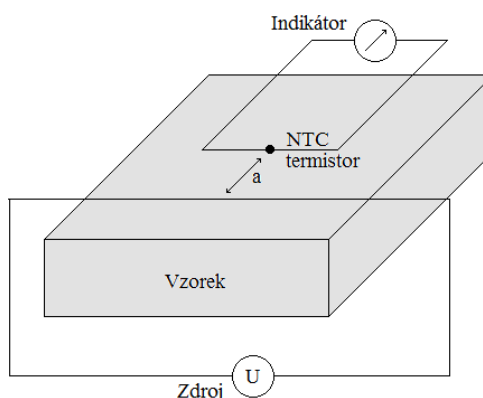 Indikátor
NTC
termistor
a
Vzorek
Zdroj
U